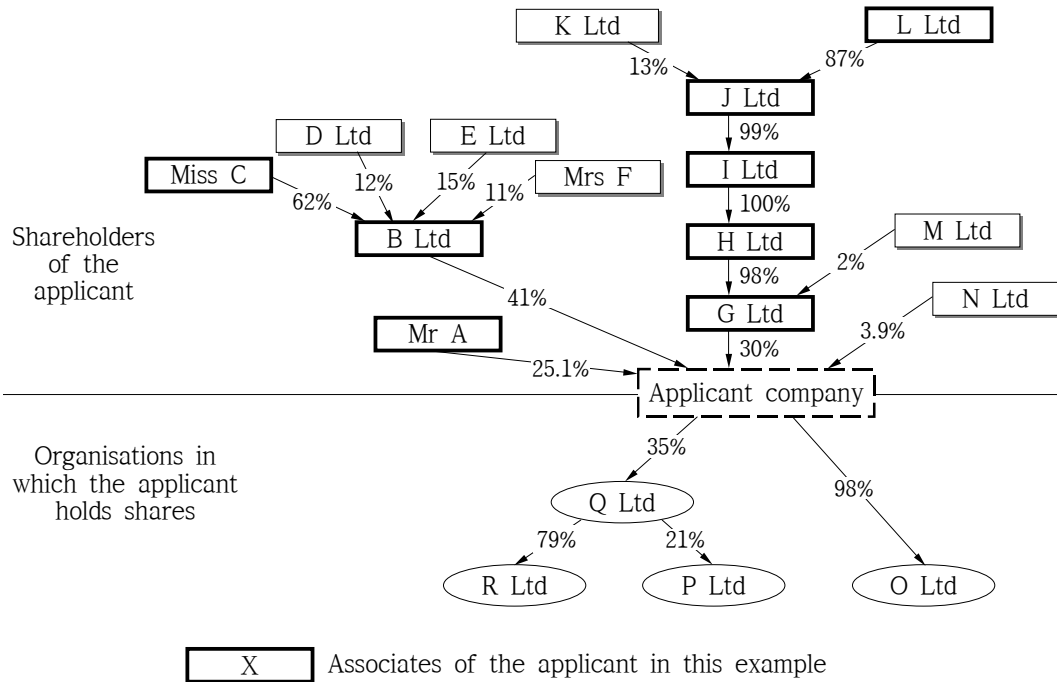 K Ltd
L Ltd
13%
87%
J Ltd
99%
D Ltd
E Ltd
I Ltd
Miss C
12%
15%
Mrs F
11%
62%
100%
B Ltd
H Ltd
M Ltd
Shareholders
of the
applicant
98%
2%
41%
G Ltd
N Ltd
Mr A
30%
3.9%
25.1%
Applicant company
35%
Organisations in
which the applicant
holds shares
98%
Q Ltd
79%
21%
R Ltd
P Ltd
O Ltd
X
Associates of the applicant in this example